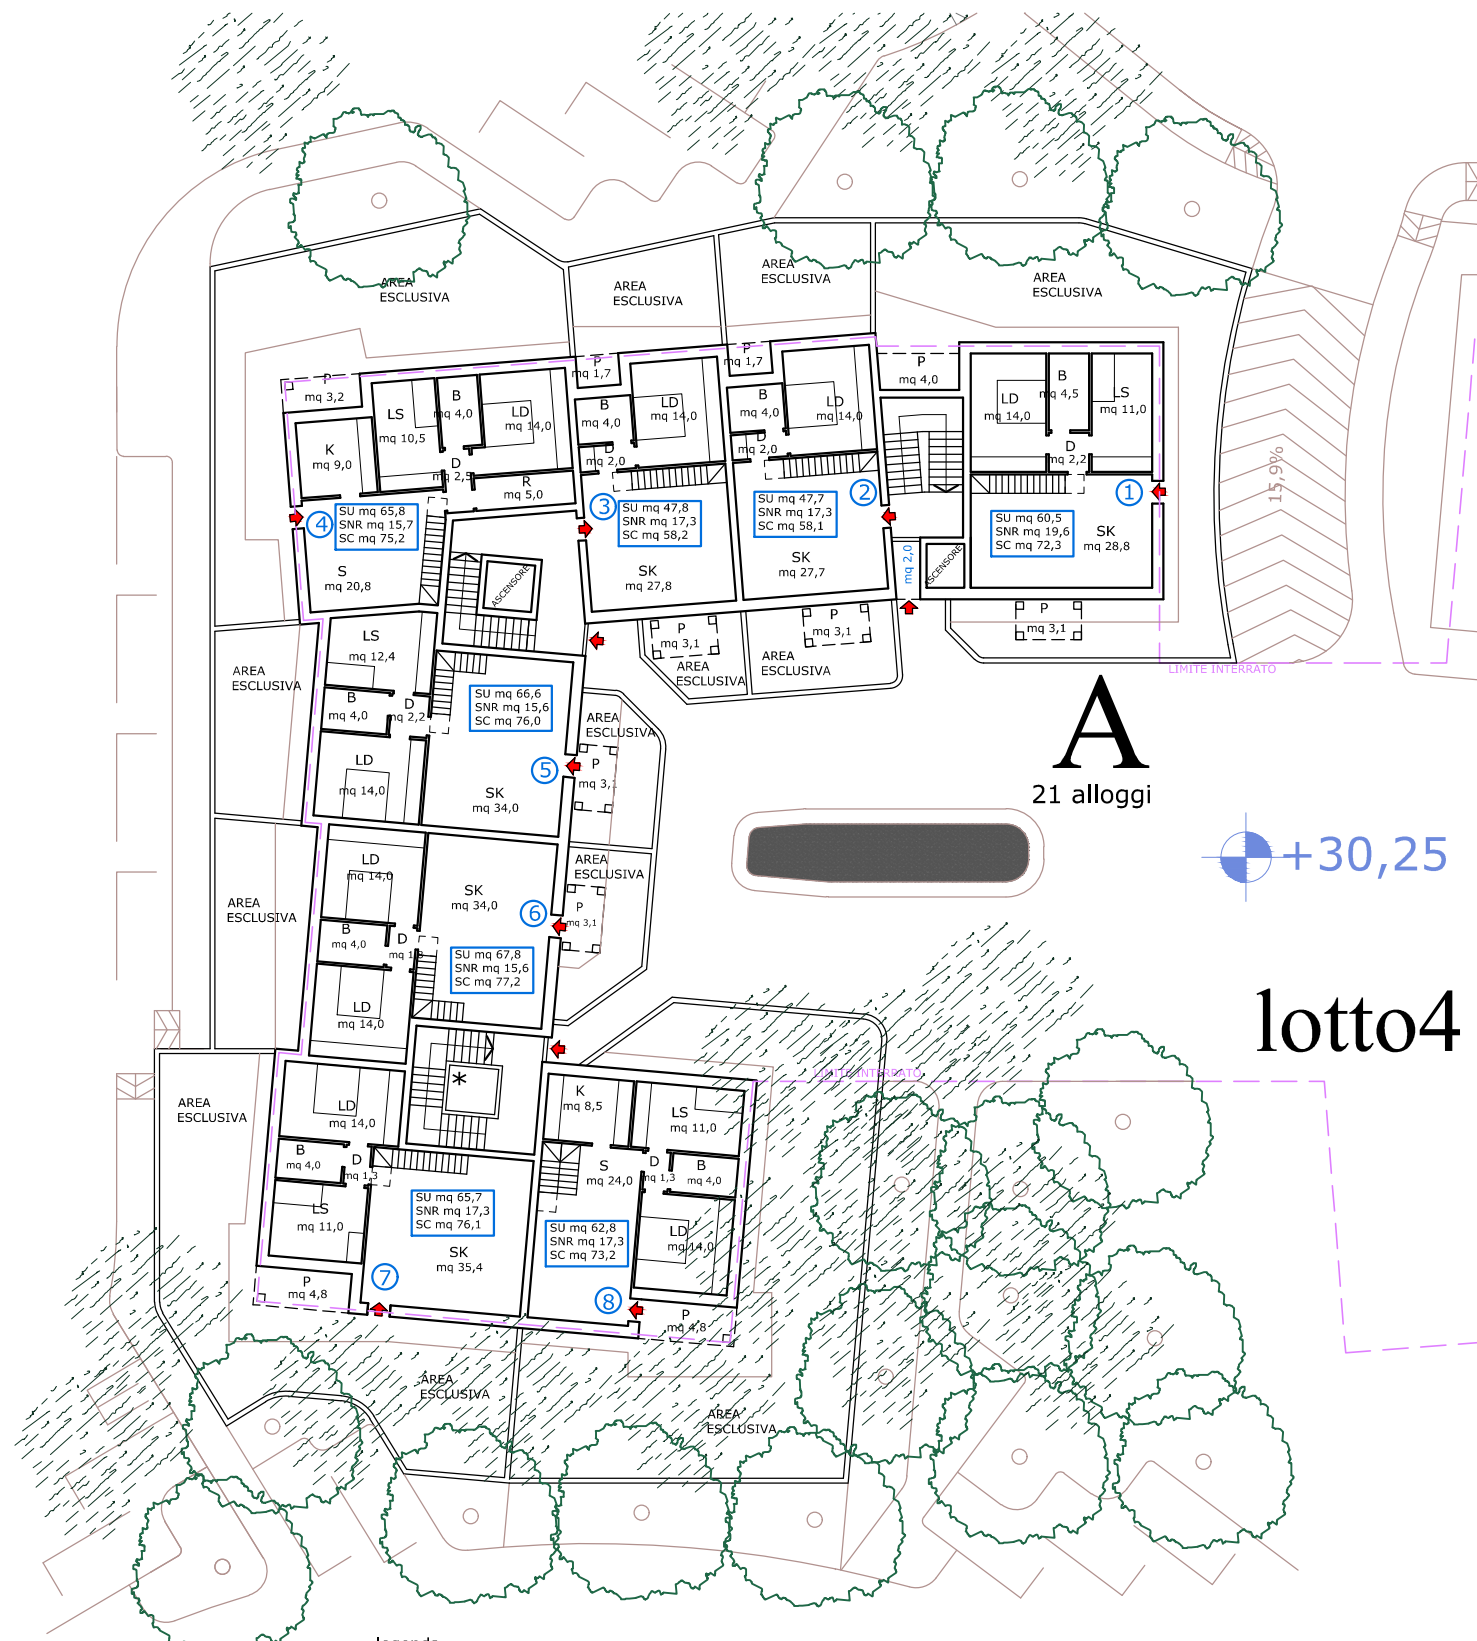 AREA
ESCLUSIVA
AREA
ESCLUSIVA
AREA
ESCLUSIVA
AREA
ESCLUSIVA
P
mq 3,2
K
mq 9,0
LS
mq 10,5
B
mq 4,0
LD
mq 14,0
D
mq 2,5
R
mq 5,0
4
SU mq 65,8
SNR mq 15,7
SC mq 75,2
S
mq 20,8
P
mq 1,7
B
mq 4,0
LD
mq 14,0
D
mq 2,0
3
SU mq 47,8
SNR mq 17,3
SC mq 58,2
SK
mq 27,8
P
mq 1,7
B
mq 4,0
LD
mq 14,0
D
mq 2,0
2
SU mq 47,7
SNR mq 17,3
SC mq 58,1
SK
mq 27,7
P
mq 4,0
LD
mq 14,0
B
mq 4,5
LS
mq 11,0
D
mq 2,2
1
SU mq 60,5
SNR mq 19,6
SC mq 72,3
SK
mq 28,8
15,9%
ASCENSORE
mq 2,0
ASCENSORE
P
mq 3,1
P
mq 3,1
P
mq 3,1
AREA
ESCLUSIVA
AREA
ESCLUSIVA
LIMITE INTERRATO
AREA
ESCLUSIVA
LS
mq 12,4
B
mq 4,0
D
mq 2,2
LD
mq 14,0
SU mq 66,6
SNR mq 15,6
SC mq 76,0
5
SK
mq 34,0
AREA
ESCLUSIVA
P
mq 3,1
A
21 alloggi
+30,25
lotto4
AREA
ESCLUSIVA
LD
mq 14,0
B
mq 4,0
D
LD
mq 14,0
SK
mq 34,0
6
SU mq 67,8
SNR mq 15,6
SC mq 77,2
AREA
ESCLUSIVA
P
mq 3,1
LIMITE INTERRATO
AREA
ESCLUSIVA
LD
mq 14,0
B
mq 4,0
D
mq 1,3
LS
mq 11,0
P
mq 4,8
*
SU mq 65,7
SNR mq 17,3
SC mq 76,1
SK
mq 35,4
7
K
mq 8,5
LS
mq 11,0
S
mq 24,0
D
mq 1,3
B
mq 4,0
SU mq 62,8
SNR mq 17,3
SC mq 73,2
LD
mq 14,0
8
P
mq 4,8
AREA
ESCLUSIVA
AREA
ESCLUSIVA